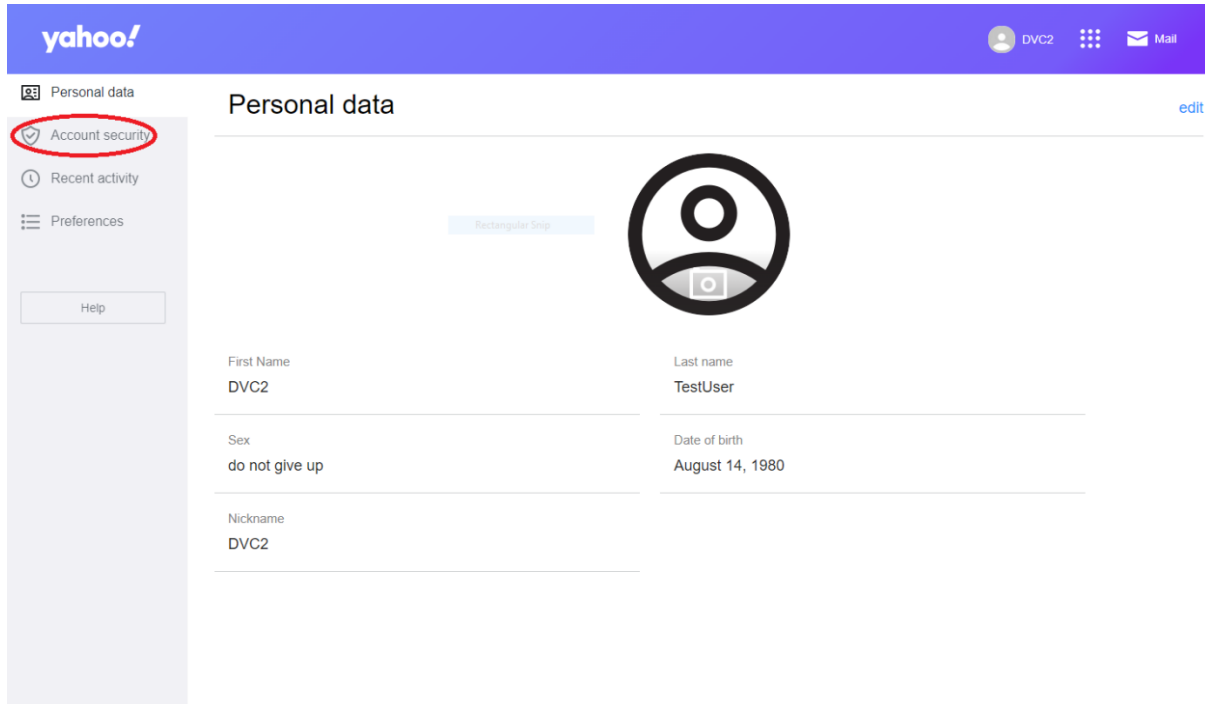 yahoo!
DVC2
Mail
Personal data
Account security
Recent activity
Preferences
Help
Personal data
edit
Rectangular Snip
First Name
DVC2
Last name
TestUser
Sex
do not give up
Date of birth
August 14, 1980
Nickname
DVC2